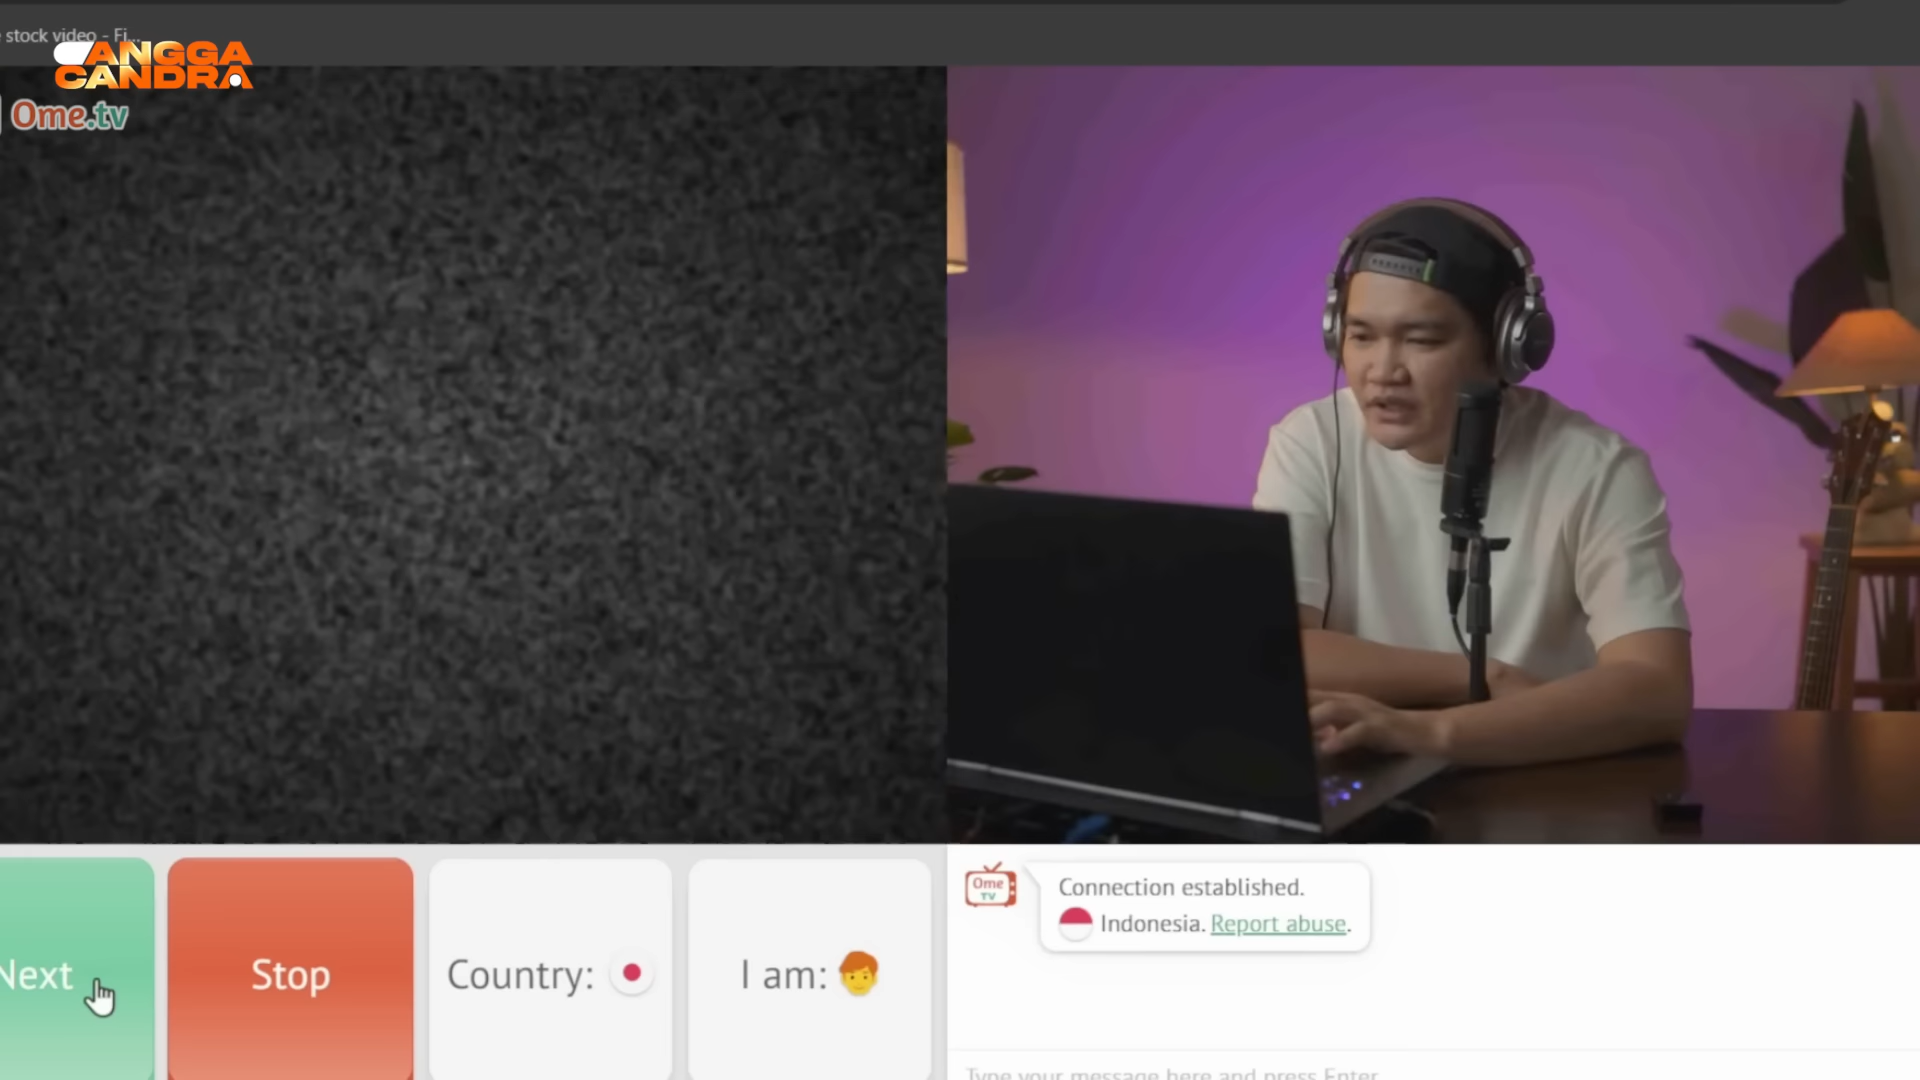 stock video - Fi...
ANGGA
CANDRA
Ome.tv
Next
Stop
Country:
I am:
Ome
TV
Connection established.
Indonesia. Report abuse.
Type your message here and press Enter